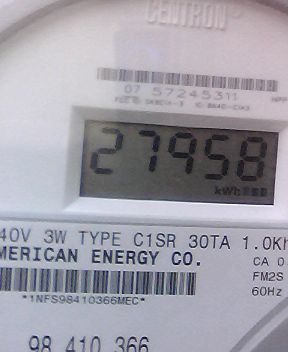 CENTRON
07 57245311
27958
kWh
40V 3W TYPE C1SR 30TA 1.0Kh
MERICAN ENERGY CO.
CA 0
FM2S
60Hz
*1NFS98410366MEC*
98 410 366